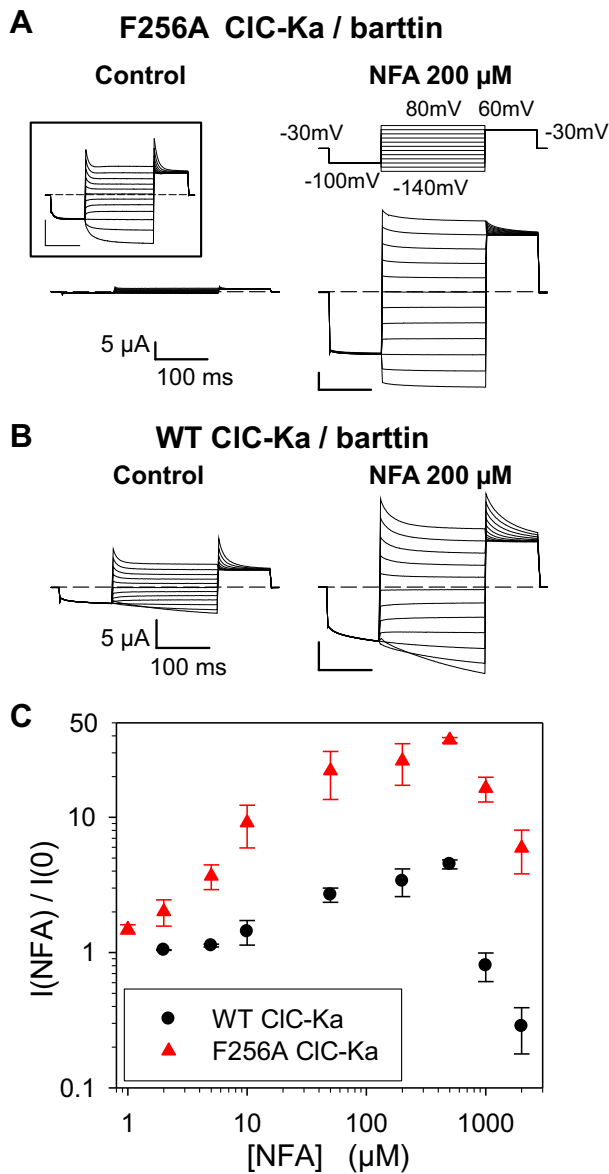 A
F256A ClC-Ka / barttin
Control
NFA 200 µM
80mV 60mV
-30mV -30mV
-100mV -140mV
5 µA
100 ms
B
WT ClC-Ka / barttin
Control
NFA 200 µM
5 µA
100 ms
C
50
10
1
0.1
I(NFA) / I(0)
WT ClC-Ka
F256A ClC-Ka
1 10 100 1000
[NFA] (µM)